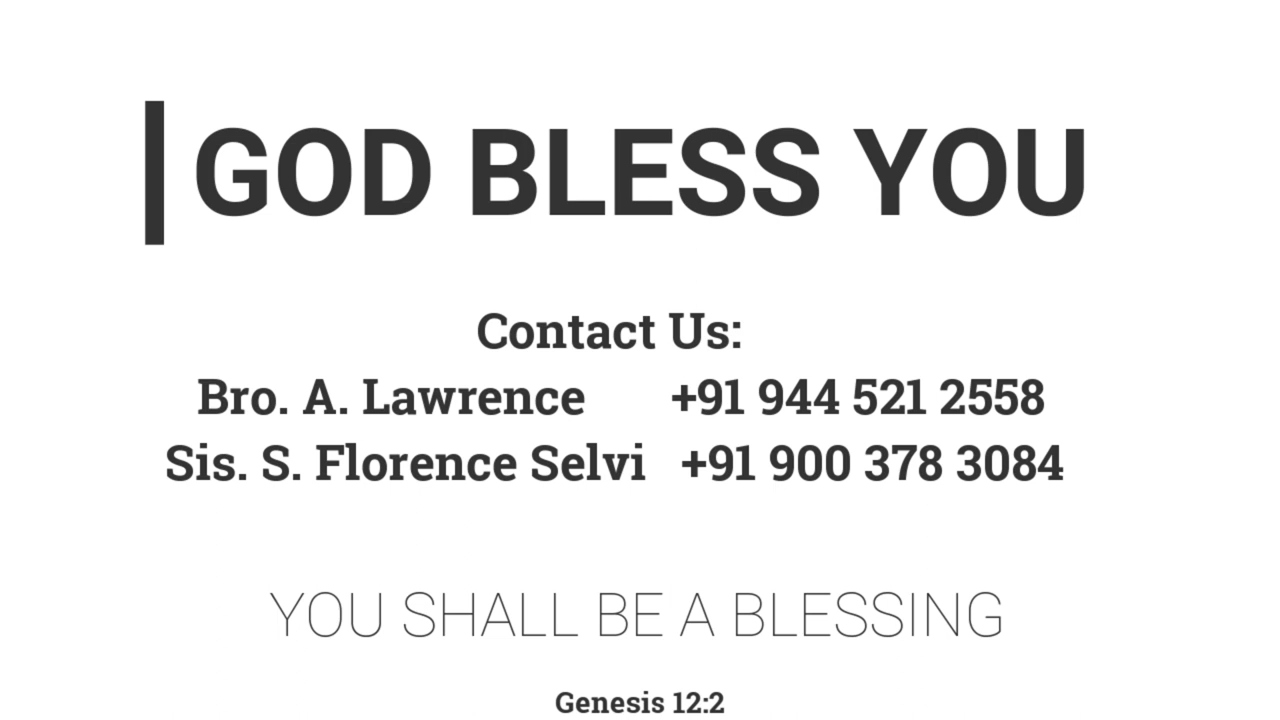 GOD BLESS YOU
Contact Us:
Bro. A. Lawrence +91 944 521 2558
Sis. S. Florence Selvi +91 900 378 3084
YOU SHALL BE A BLESSING
Genesis 12:2